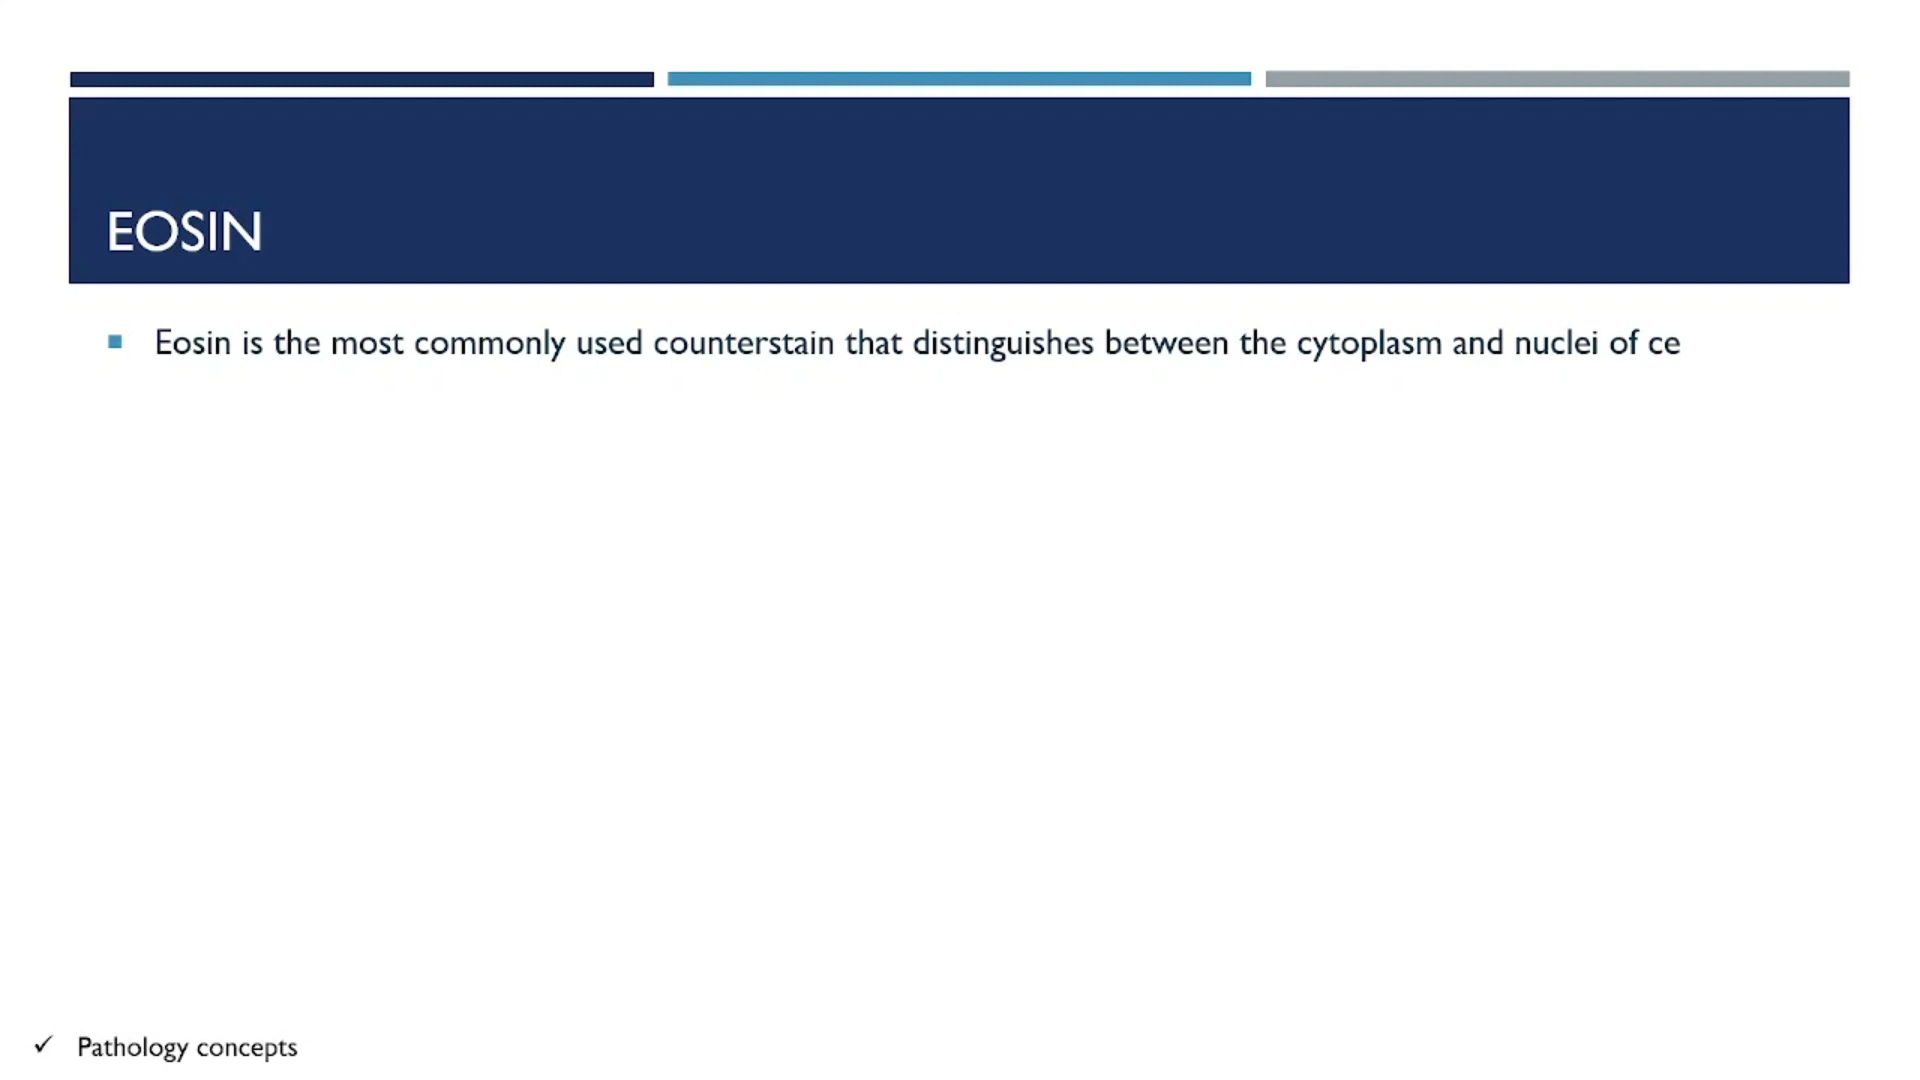 EOSIN
Eosin is the most commonly used counterstain that distinguishes between the cytoplasm and nuclei of ce
Pathology concepts